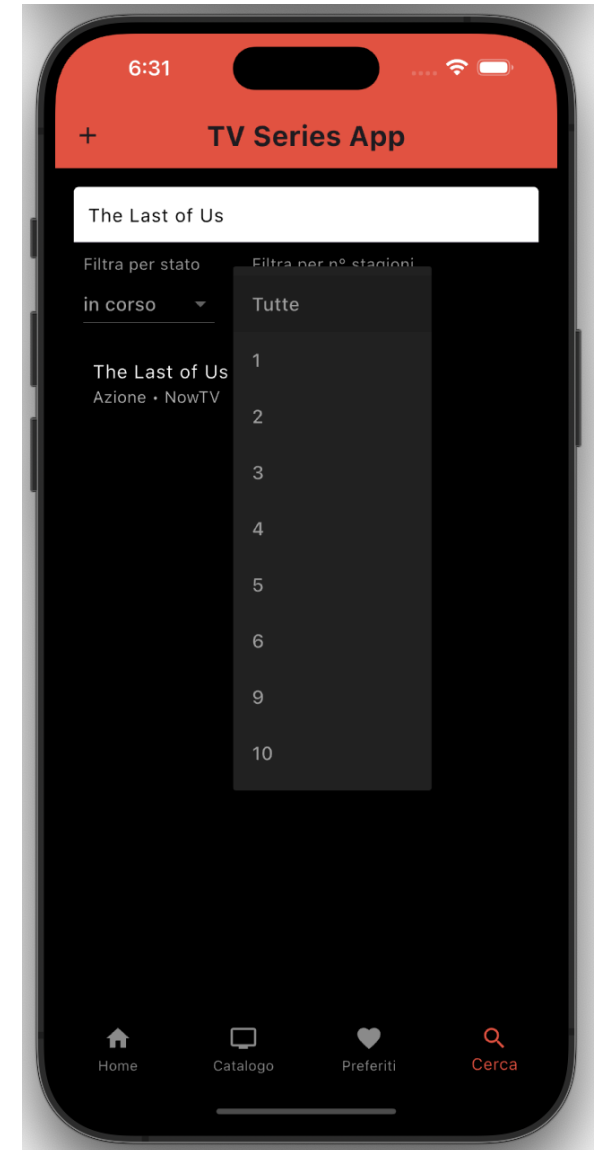 6:31
+ TV Series App
The Last of Us
Filtra per stato Filtra per n° stagioni
in corso Tutte
The Last of Us
Azione • NowTV
1
2
3
4
5
6
9
10
Home Catalogo Preferiti Cerca